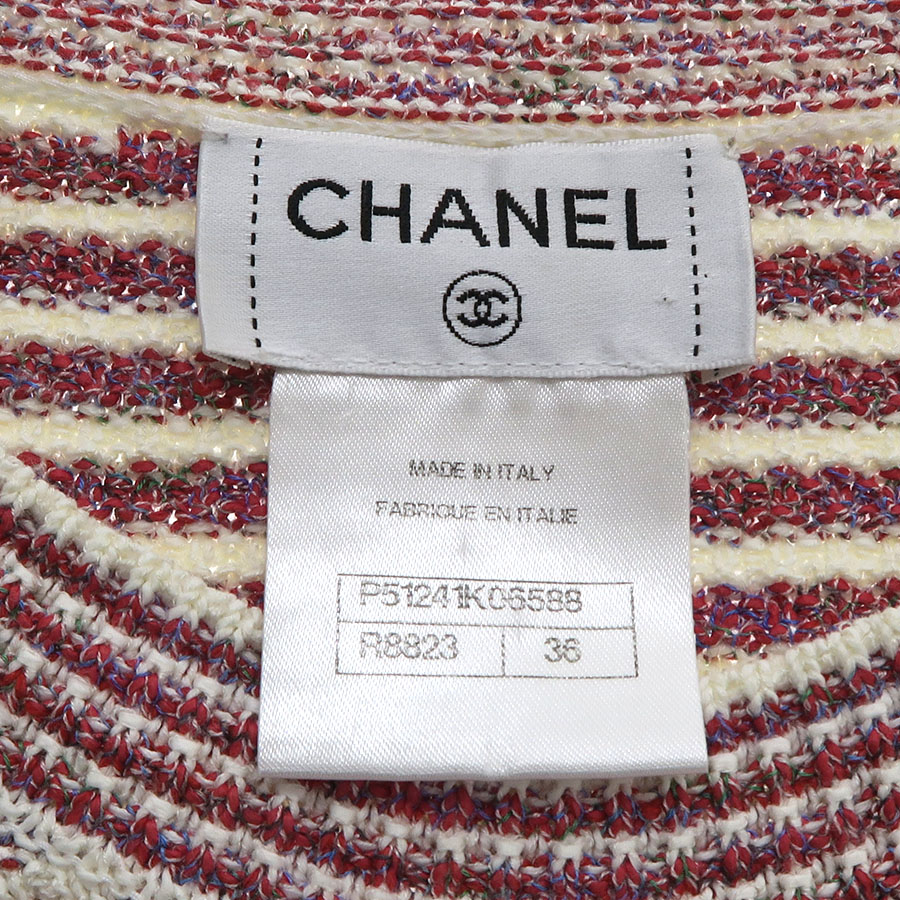 CHANEL
MADE IN ITALY
FABRIQUE EN ITALIE
P51241K06588
R8823 36